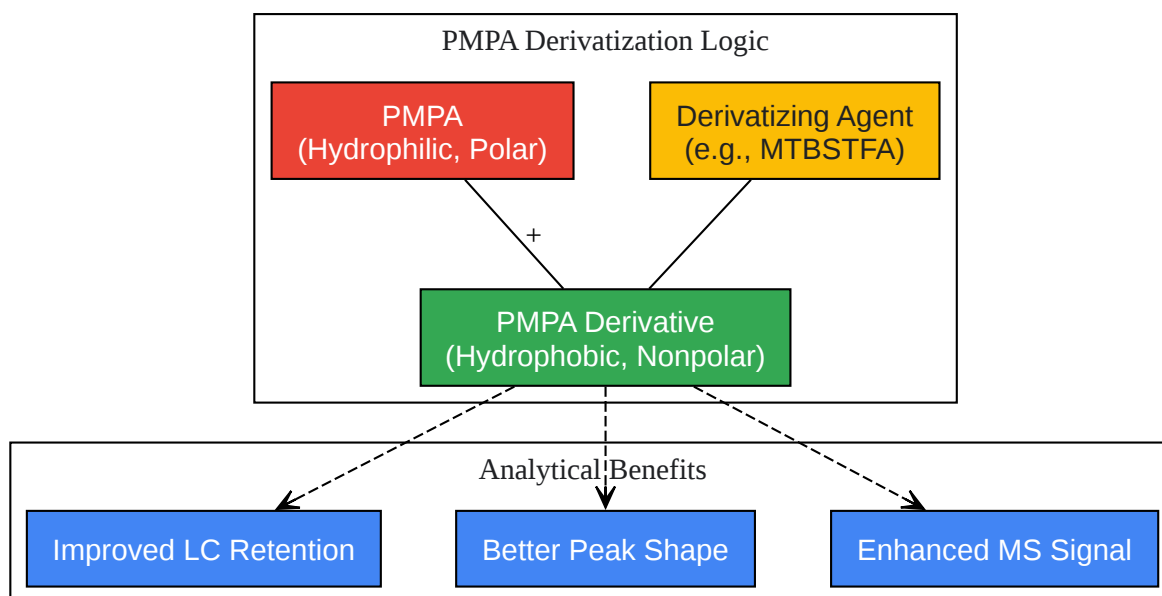 PMPA Derivatization Logic
PMPA
(Hydrophilic, Polar)
Derivatizing Agent
(e.g., MTBSTFA)
+
PMPA Derivative
(Hydrophobic, Nonpolar)
Analytical Benefits
Improved LC Retention
Better Peak Shape
Enhanced MS Signal